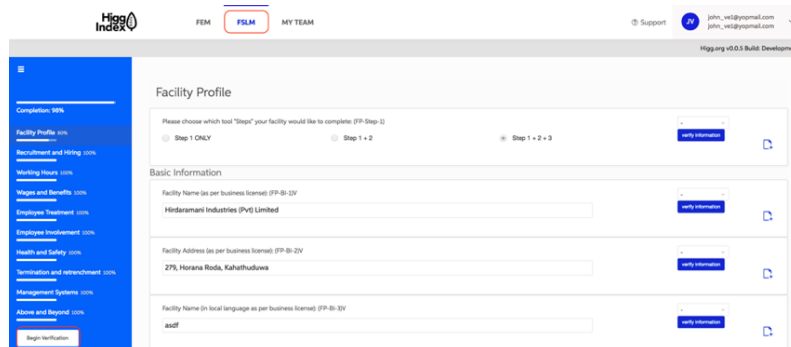 Higg Index
FEM
FSLM
MY TEAM
Support
JV
john_ve1@yopmail.com
john_ve1@yopmail.com
Higg.org v0.0.5 Build: Developme
Completion: 98%
Facility Profile 80%
Recruitment and Hiring 100%
Working Hours 100%
Wages and Benefits 100%
Employee Treatment 100%
Employee Involvement 100%
Health and Safety 100%
Termination and retrenchment 100%
Management Systems 100%
Above and Beyond 100%
Begin Verification
Facility Profile
Please choose which tool "Steps" your facility would like to complete: (FP-Step-1)
Step 1 ONLY
Step 1 + 2
Step 1 + 2 + 3
verify information
Basic Information
Facility Name (as per business license): (FP-BI-1)V
Hirdaramani Industries (Pvt) Limited
verify information
Facility Address (as per business license): (FP-BI-2)V
279, Horana Roda, Kahathuduwa
verify information
Facility Name (in local language as per business license): (FP-BI-3)V
asdf
verify information